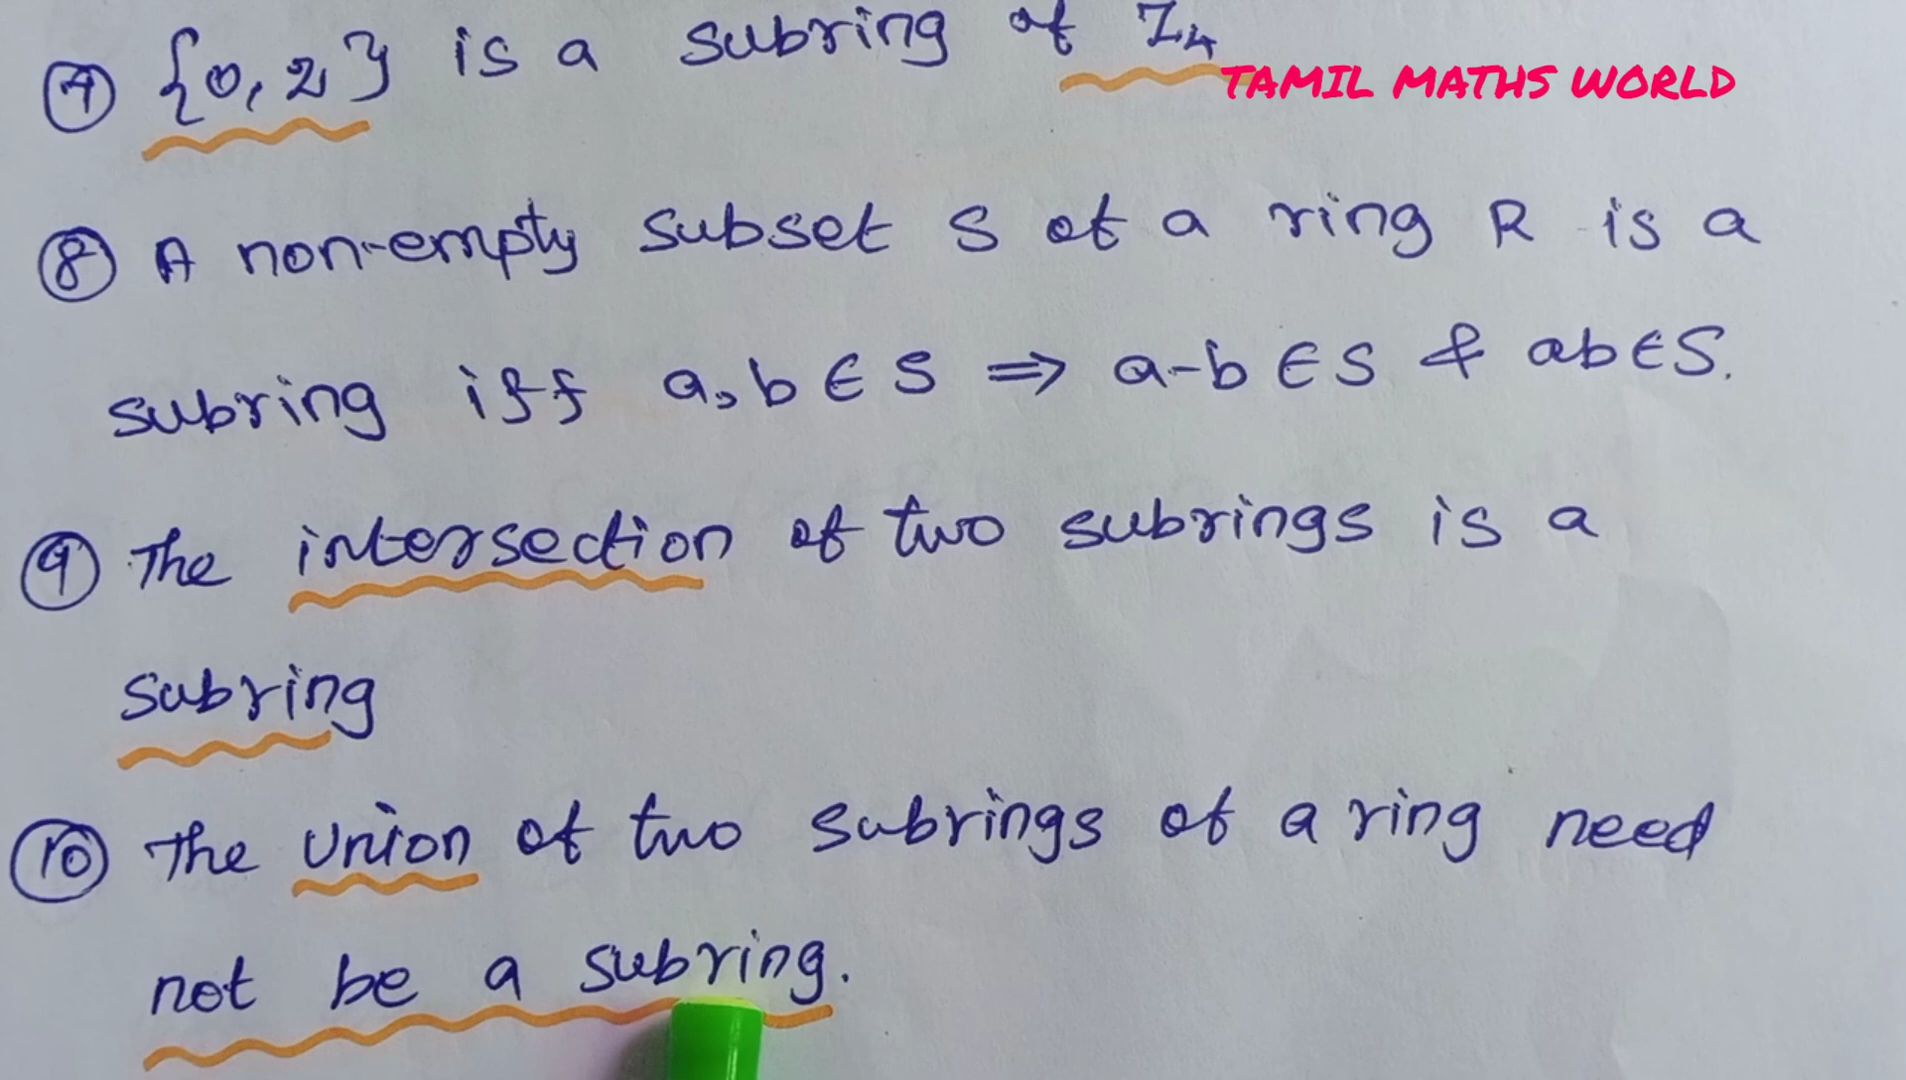 ⑦ {0, 2} is a subring of Z₄
TAMIL MATHS WORLD
⑧ A non-empty subset S of a ring R is a
subring iff a, b ∈ S ⇒ a-b ∈ S & ab ∈ S.
⑨ The intersection of two subrings is a
subring
⑩ The union of two subrings of a ring need
not be a subring.